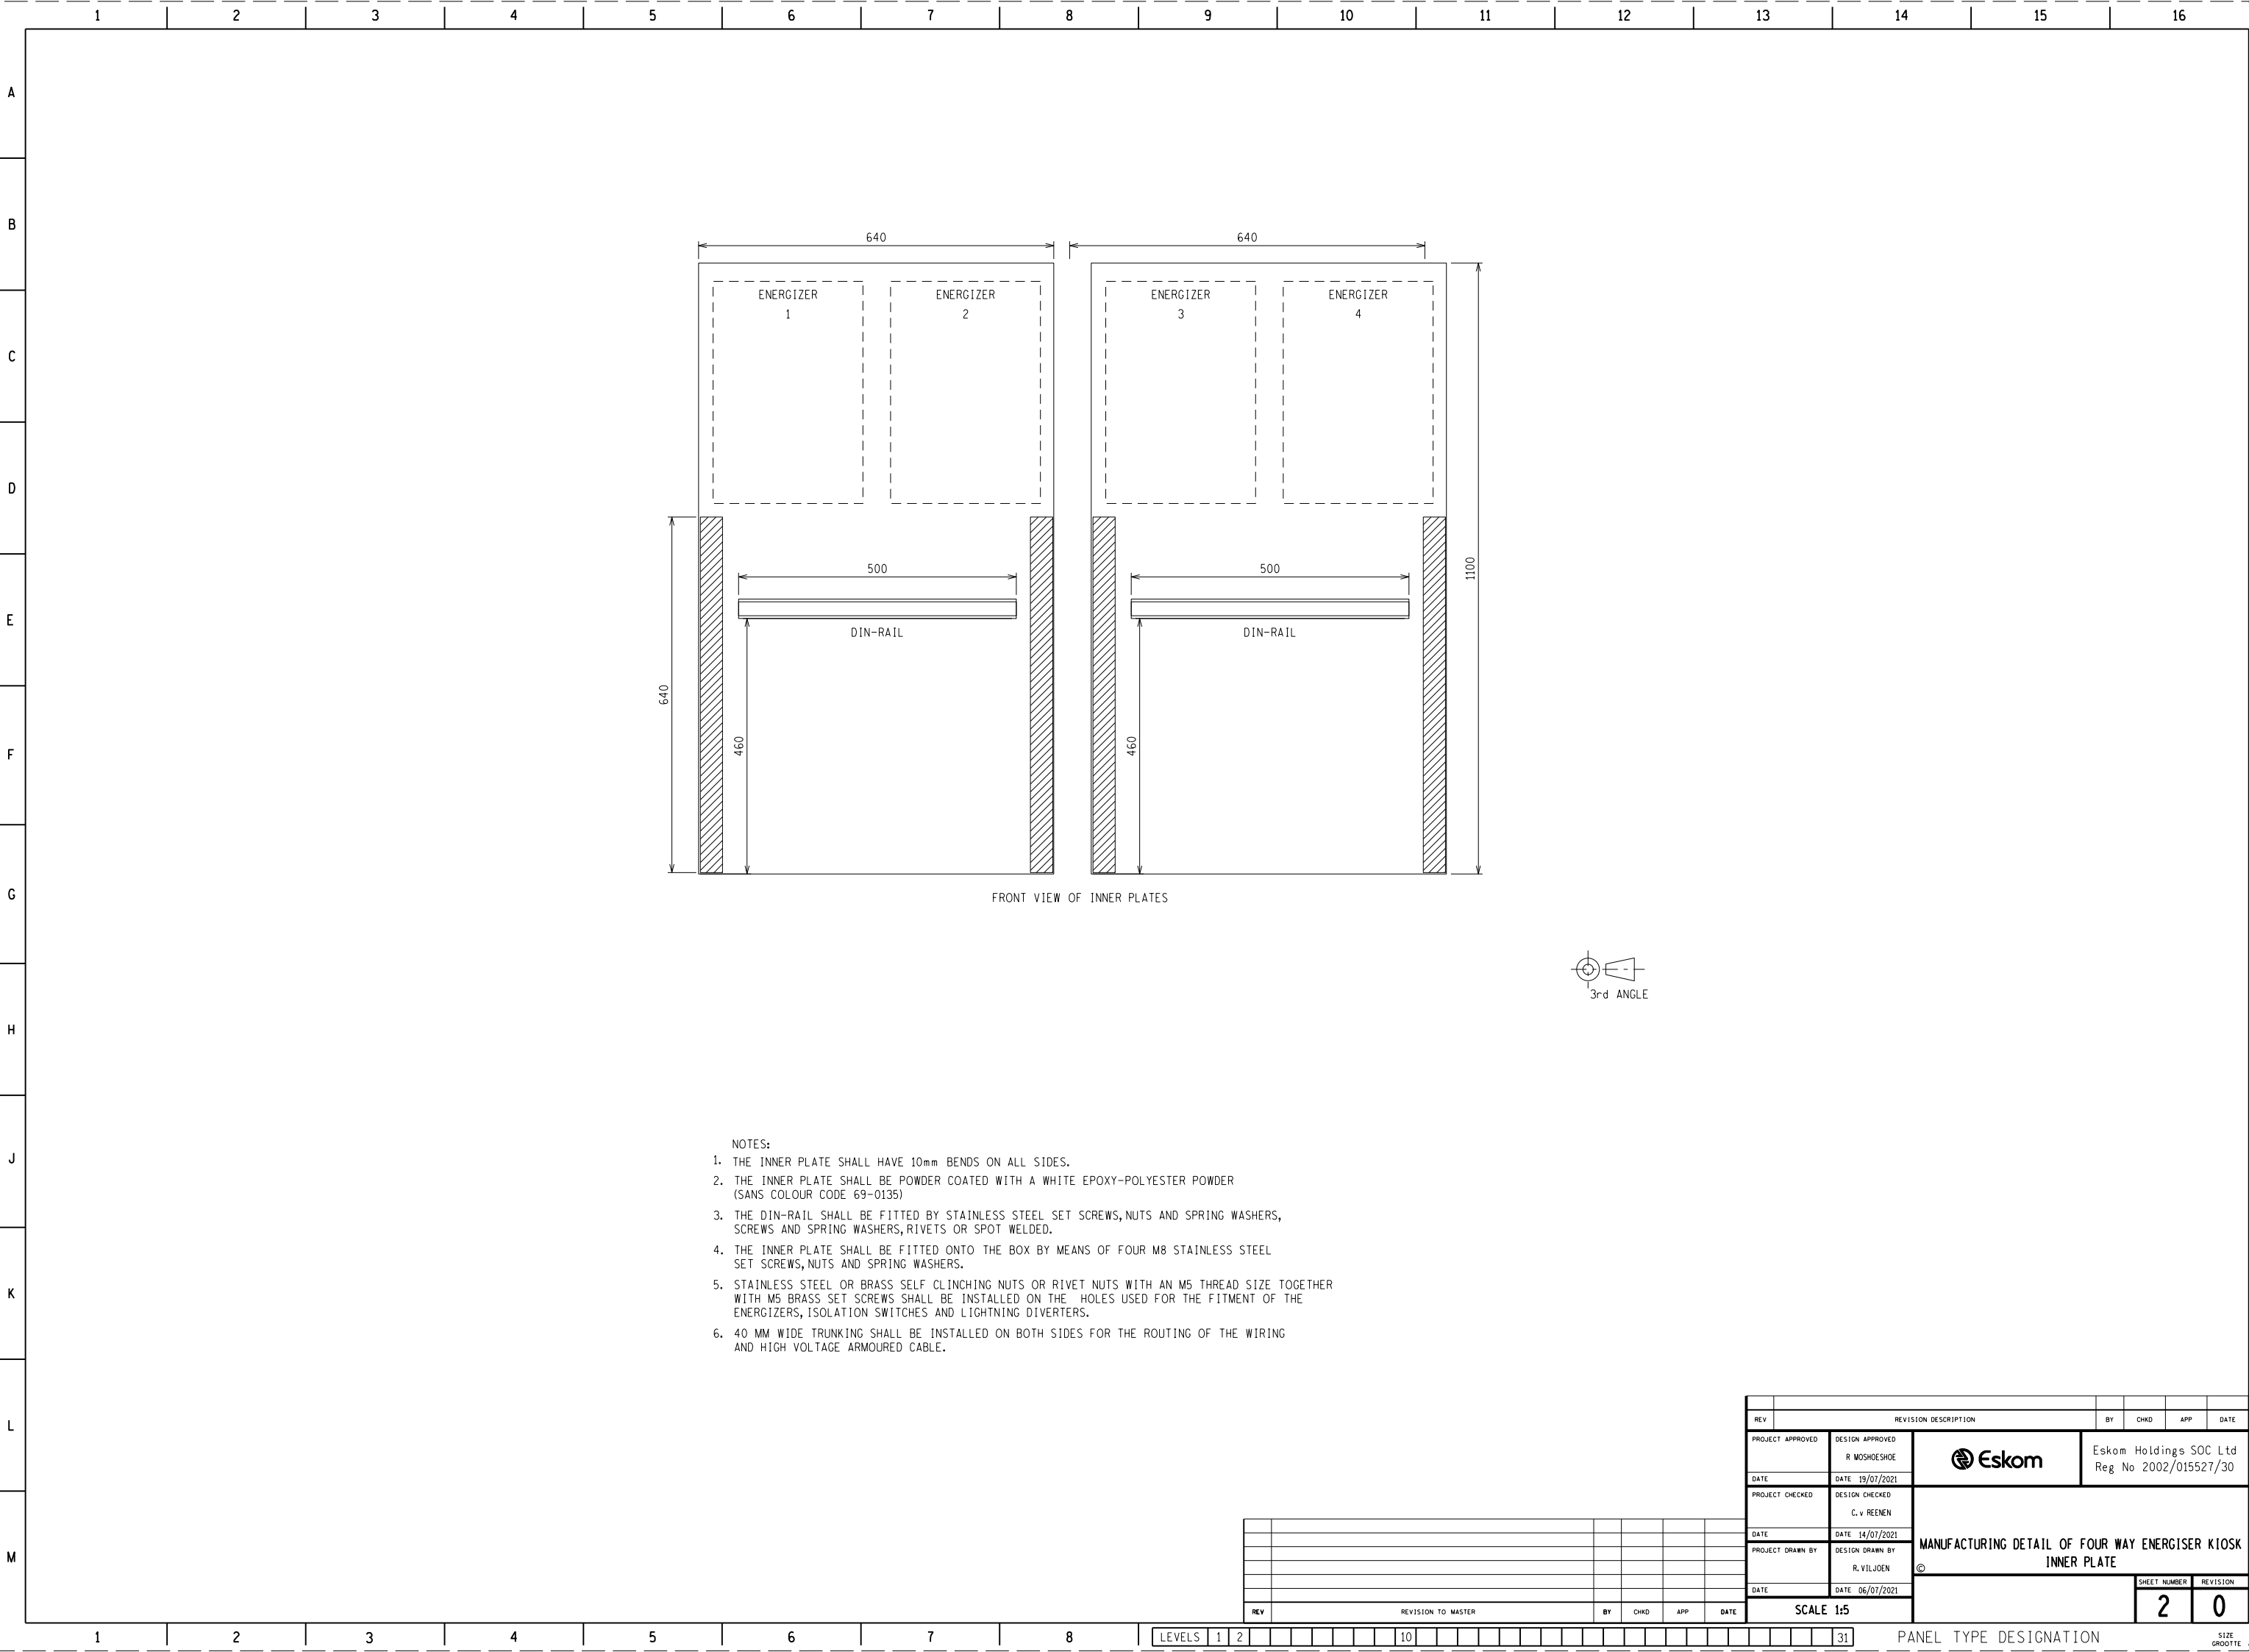 1 2 3 4 5 6 7 8 9 10 11 12 13 14 15 16
A
B
C
D
E
F
G
H
J
K
L
M
640 640
ENERGIZER ENERGIZER ENERGIZER ENERGIZER
1 2 3 4
500 500
1100
DIN-RAIL DIN-RAIL
640
460 460
FRONT VIEW OF INNER PLATES
3rd ANGLE
NOTES:
1. THE INNER PLATE SHALL HAVE 10mm BENDS ON ALL SIDES.
2. THE INNER PLATE SHALL BE POWDER COATED WITH A WHITE EPOXY-POLYESTER POWDER
(SANS COLOUR CODE 69-0135)
3. THE DIN-RAIL SHALL BE FITTED BY STAINLESS STEEL SET SCREWS, NUTS AND SPRING WASHERS,
SCREWS AND SPRING WASHERS, RIVETS OR SPOT WELDED.
4. THE INNER PLATE SHALL BE FITTED ONTO THE BOX BY MEANS OF FOUR M8 STAINLESS STEEL
SET SCREWS, NUTS AND SPRING WASHERS.
5. STAINLESS STEEL OR BRASS SELF CLINCHING NUTS OR RIVET NUTS WITH AN M5 THREAD SIZE TOGETHER
WITH M5 BRASS SET SCREWS SHALL BE INSTALLED ON THE HOLES USED FOR THE FITMENT OF THE
ENERGIZERS, ISOLATION SWITCHES AND LIGHTNING DIVERTERS.
6. 40 MM WIDE TRUNKING SHALL BE INSTALLED ON BOTH SIDES FOR THE ROUTING OF THE WIRING
AND HIGH VOLTAGE ARMOURED CABLE.
REV REVISION DESCRIPTION BY CHKD APP DATE
PROJECT APPROVED DESIGN APPROVED
R MOSHOESHOE
DATE DATE 19/07/2021
Eskom
Eskom Holdings SOC Ltd
Reg No 2002/015527/30
PROJECT CHECKED DESIGN CHECKED
C. v REENEN
DATE DATE 14/07/2021
PROJECT DRAWN BY DESIGN DRAWN BY
R. VILJOEN
DATE DATE 06/07/2021
SCALE 1:5
MANUFACTURING DETAIL OF FOUR WAY ENERGISER KIOSK
INNER PLATE
©
SHEET NUMBER REVISION
2 0
REV REVISION TO MASTER BY CHKD APP DATE
1 2 3 4 5 6 7 8
LEVELS 1 2 10 31
PANEL TYPE DESIGNATION
SIZE
GROOTTE